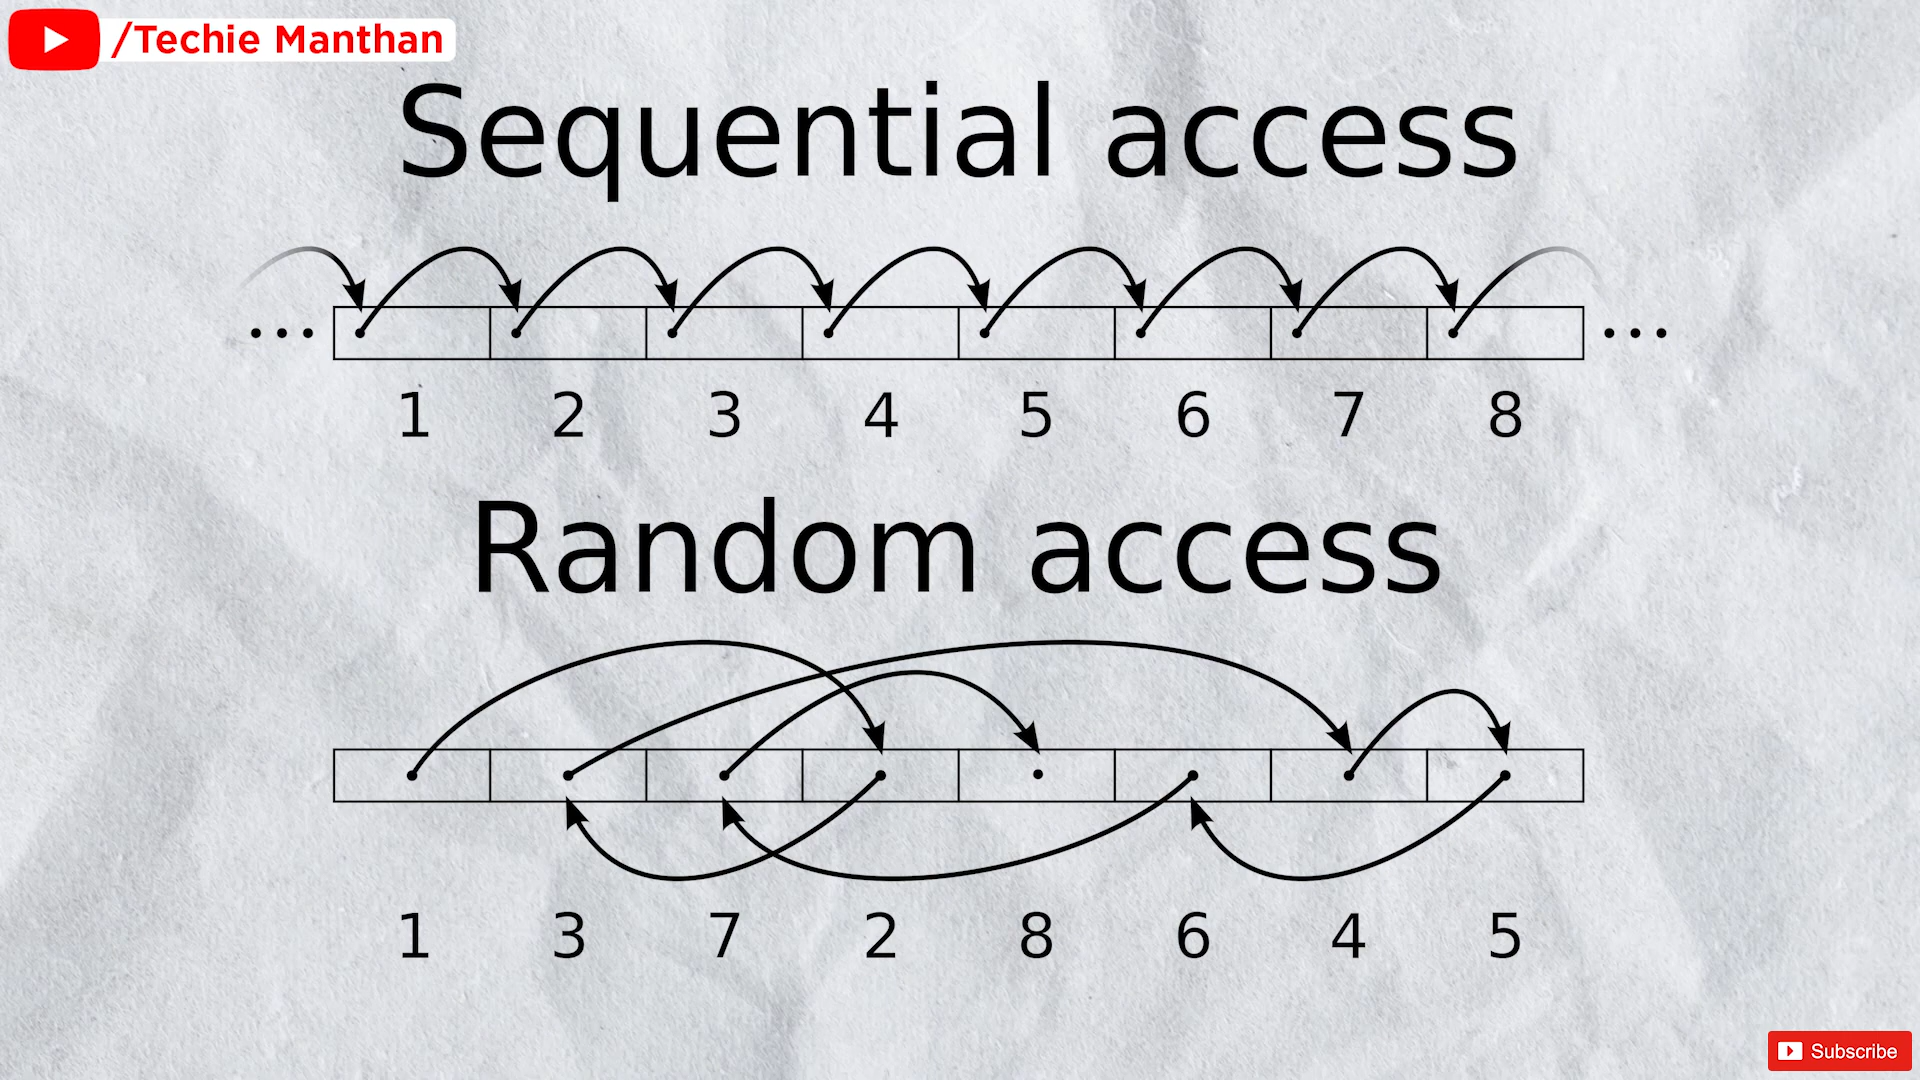 /Techie Manthan
Sequential access
... ...
1 2 3 4 5 6 7 8
Random access
1 3 7 2 8 6 4 5
Subscribe